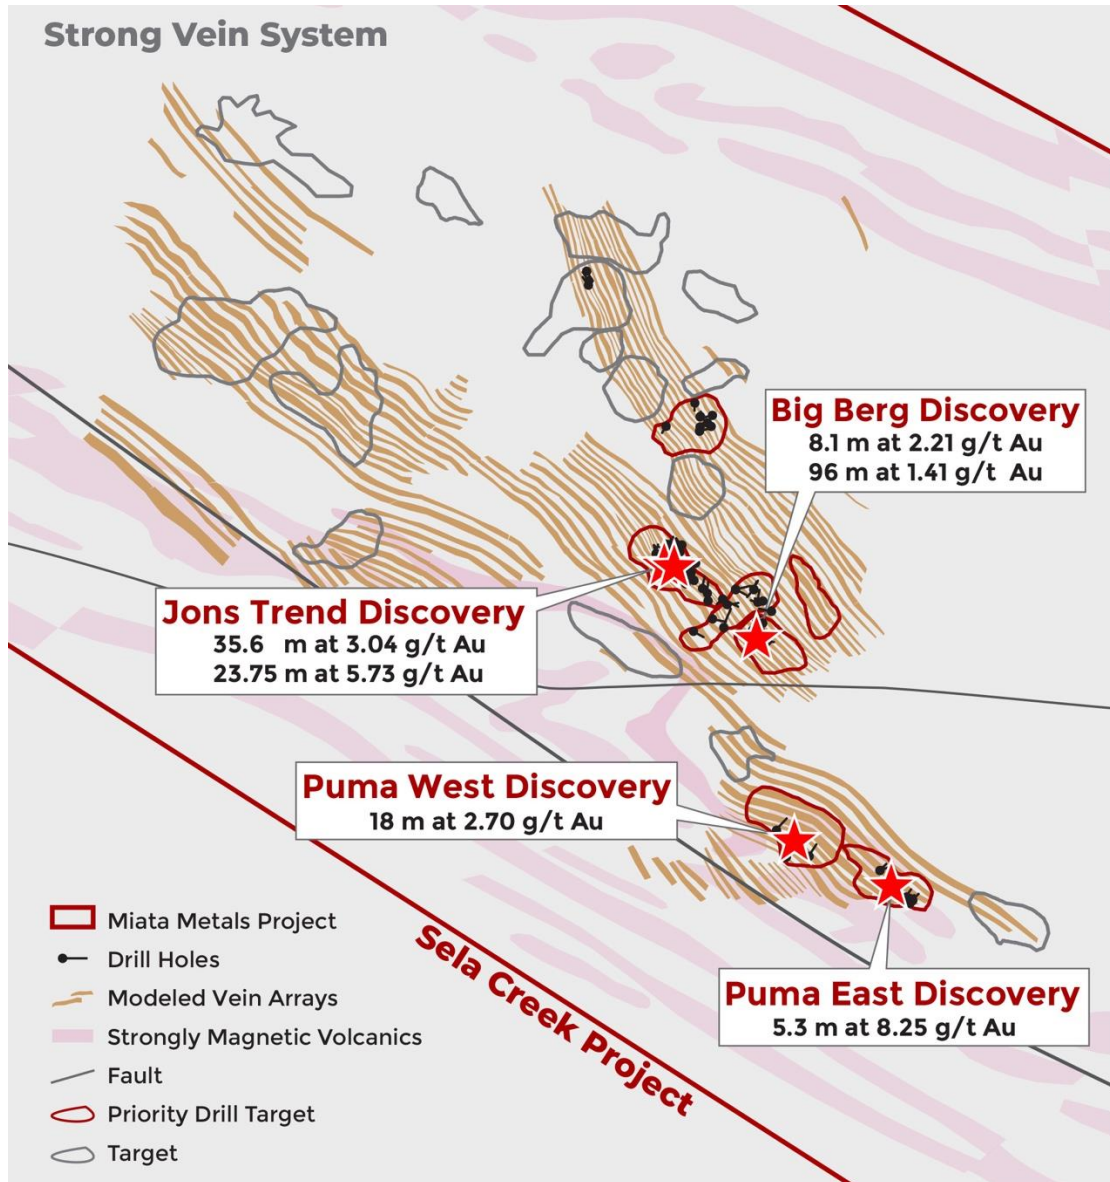 Strong Vein System
Big Berg Discovery
8.1 m at 2.21 g/t Au
96 m at 1.41 g/t Au
Jons Trend Discovery
35.6 m at 3.04 g/t Au
23.75 m at 5.73 g/t Au
Puma West Discovery
18 m at 2.70 g/t Au
Puma East Discovery
5.3 m at 8.25 g/t Au
Sela Creek Project
Miata Metals Project
Drill Holes
Modeled Vein Arrays
Strongly Magnetic Volcanics
Fault
Priority Drill Target
Target